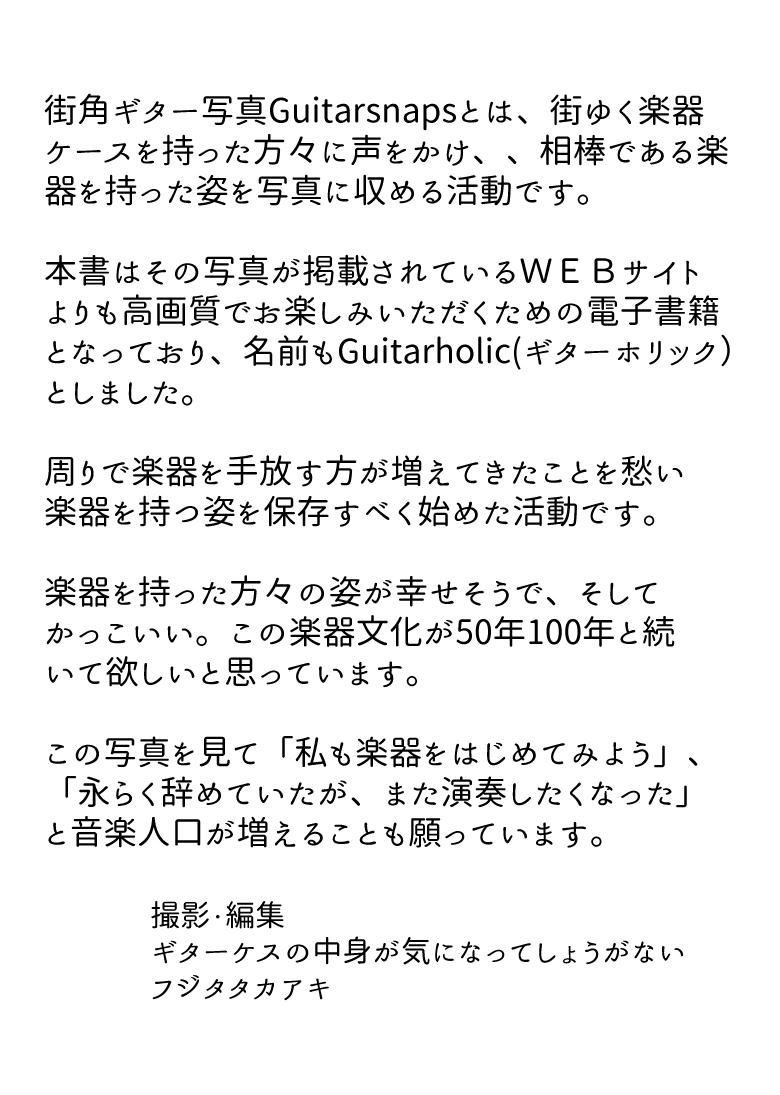 街角ギター写真Guitarsnapsとは、街ゆく楽器
ケースを持った方々に声をかけ、、相棒である楽
器を持った姿を写真に収める活動です。
本書はその写真が掲載されているＷＥＢサイト
よりも高画質でお楽しみいただくための電子書籍
となっており、名前もGuitarholic(ギターホリック）
としました。
周りで楽器を手放す方が増えてきたことを愁い
楽器を持つ姿を保存すべく始めた活動です。
楽器を持った方々の姿が幸せそうで、そして
かっこいい。この楽器文化が50年100年と続
いて欲しいと思っています。
この写真を見て「私も楽器をはじめてみよう」、
「永らく辞めていたが、また演奏したくなった」
と音楽人口が増えることも願っています。
撮影·編集
ギターケスの中身が気になってしょうがない
フジタタカアキ